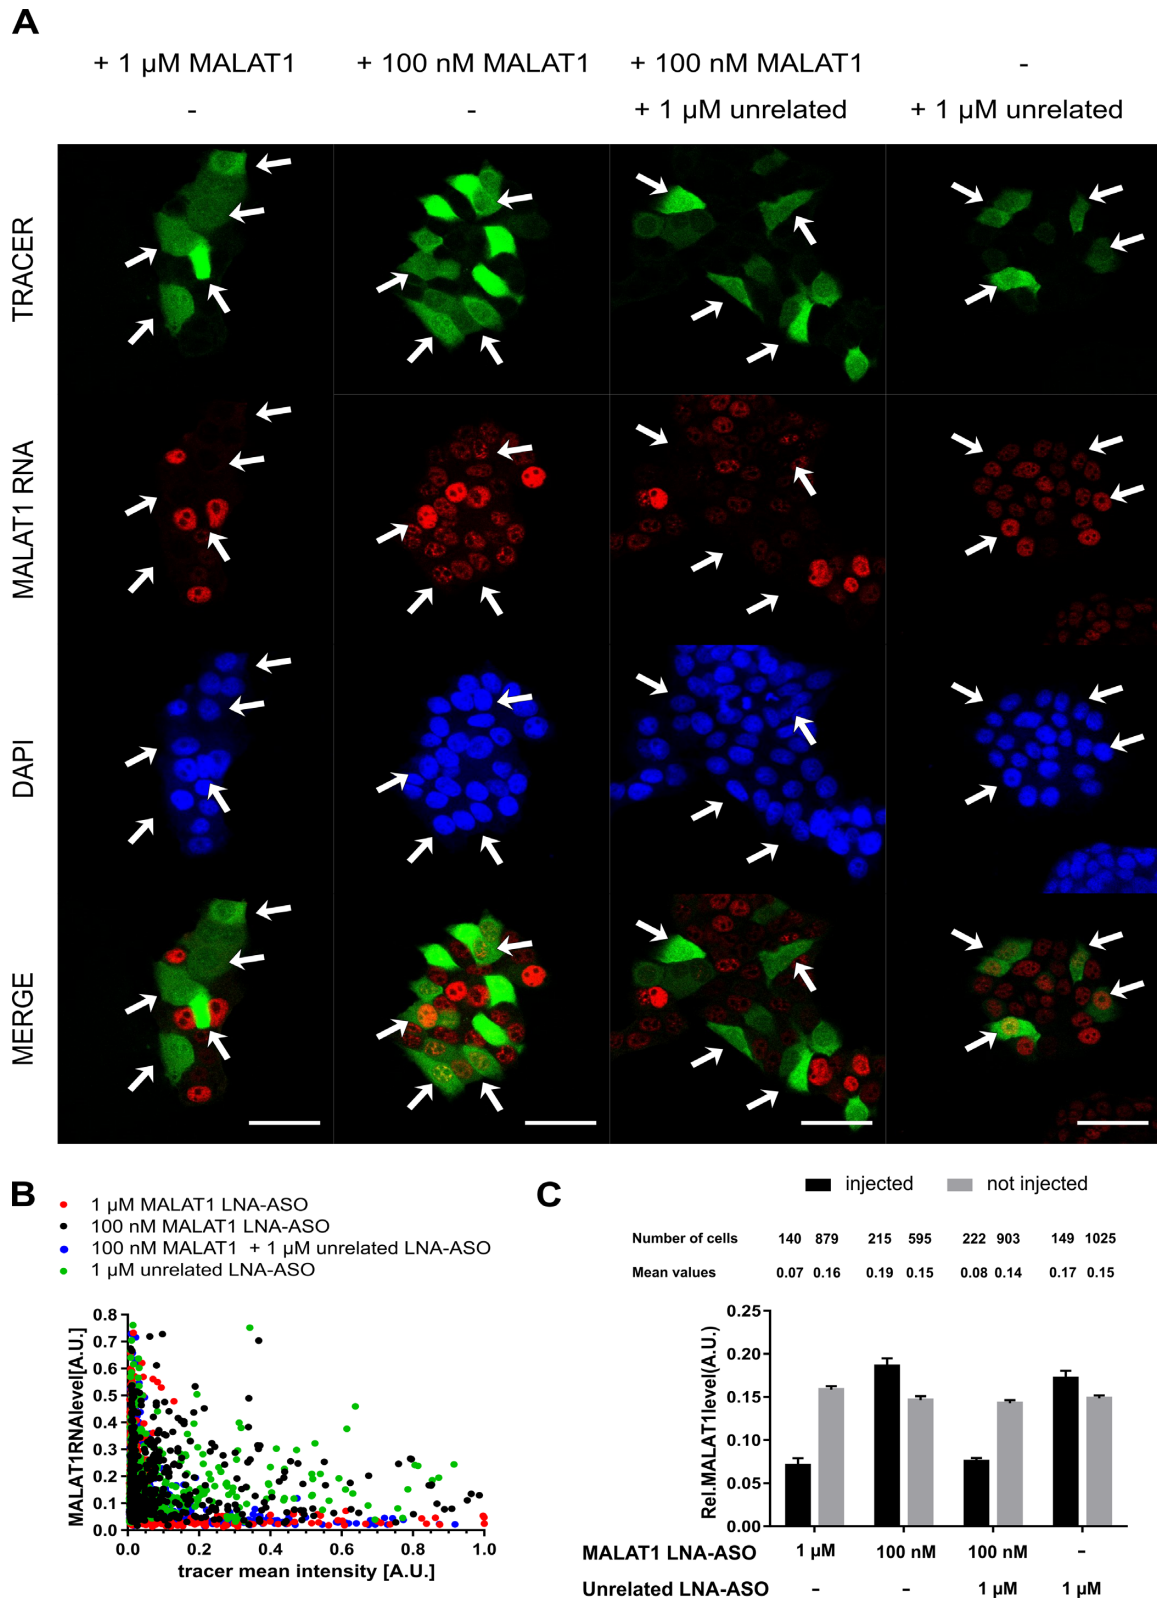 A
+ 1 µM MALAT1 + 100 nM MALAT1 + 100 nM MALAT1 -
- - + 1 µM unrelated + 1 µM unrelated
TRACER
MALAT1 RNA
DAPI
MERGE
B
1 µM MALAT1 LNA-ASO
100 nM MALAT1 LNA-ASO
100 nM MALAT1 + 1 µM unrelated LNA-ASO
1 µM unrelated LNA-ASO
MALAT1RNAlevel[A.U.]
0.8
0.7
0.6
0.5
0.4
0.3
0.2
0.1
0.0
0.0 0.2 0.4 0.6 0.8 1.0
tracer mean intensity [A.U.]
C
injected not injected
Number of cells 140 879 215 595 222 903 149 1025
Mean values 0.07 0.16 0.19 0.15 0.08 0.14 0.17 0.15
Rel.MALAT1level(A.U.)
0.25
0.20
0.15
0.10
0.05
0.00
MALAT1 LNA-ASO 1 µM 100 nM 100 nM -
Unrelated LNA-ASO - - 1 µM 1 µM